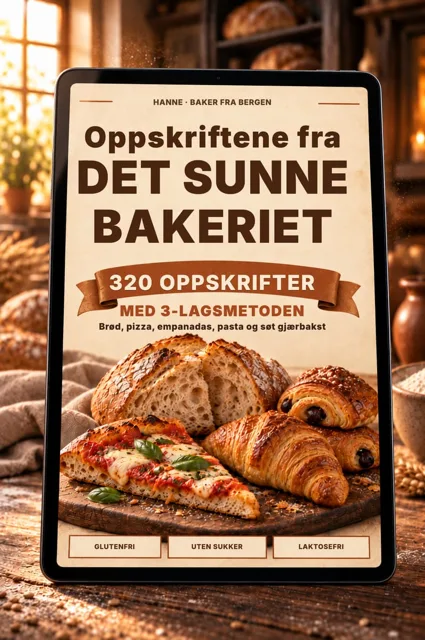 HANNE · BAKER FRA BERGEN
Oppskriftene fra
DET SUNNE
BAKERIET
320 OPPSKRIFTER
MED 3-LAGSMETODEN
Brød, pizza, empanadas, pasta og søt gjærbakst
GLUTENFRI
UTEN SUKKER
LAKTOSEFRI